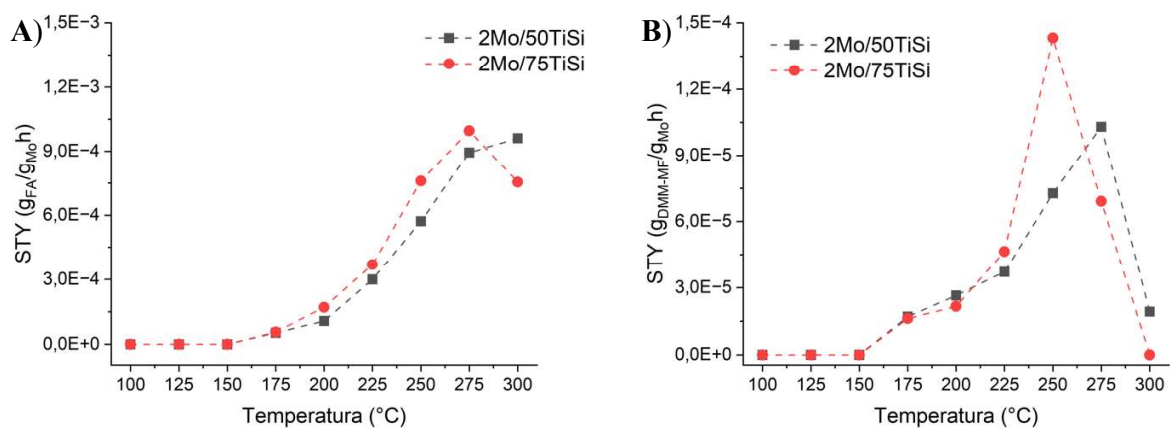 A)
1,5E−3
1,2E−3
9,0E−4
6,0E−4
3,0E−4
0,0E+0
STY (gFA/gMoh)
2Mo/50TiSi
2Mo/75TiSi
100 125 150 175 200 225 250 275 300
Temperatura (°C)
B)
1,5E−4
1,2E−4
9,0E−5
6,0E−5
3,0E−5
0,0E+0
STY (gDMM-MF/gMoh)
2Mo/50TiSi
2Mo/75TiSi
100 125 150 175 200 225 250 275 300
Temperatura (°C)